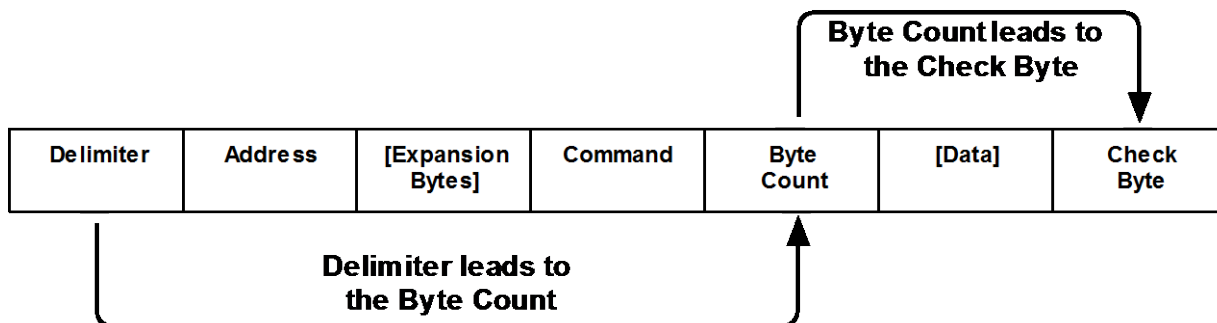 Byte Count leads to
the Check Byte
Delimiter
Address
[Expansion
Bytes]
Command
Byte
Count
[Data]
Check
Byte
Delimiter leads to
the Byte Count